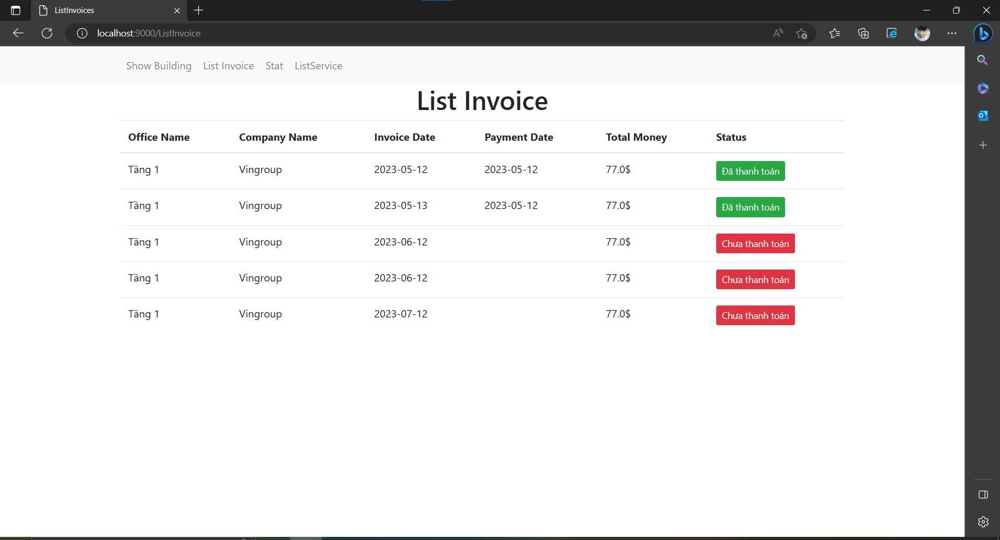 ListInvoices
localhost:9000/ListInvoice
Show Building List Invoice Stat ListService
List Invoice
Office Name Company Name Invoice Date Payment Date Total Money Status
Tầng 1 Vingroup 2023-05-12 2023-05-12 77.0$ Đã thanh toán
Tầng 1 Vingroup 2023-05-13 2023-05-12 77.0$ Đã thanh toán
Tầng 1 Vingroup 2023-06-12 77.0$ Chưa thanh toán
Tầng 1 Vingroup 2023-06-12 77.0$ Chưa thanh toán
Tầng 1 Vingroup 2023-07-12 77.0$ Chưa thanh toán